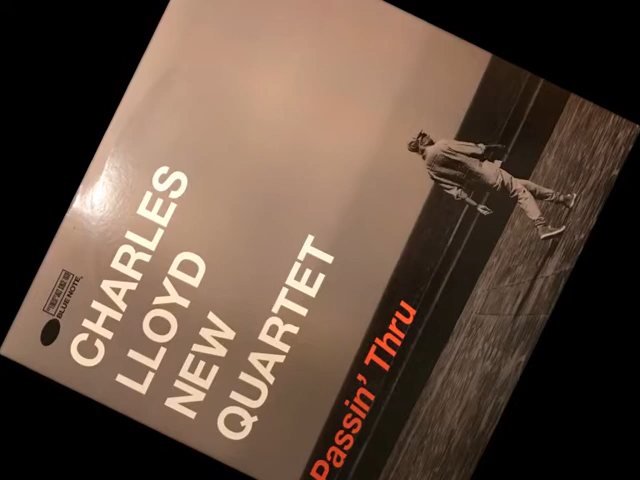 BLUE NOTE
CHARLES
LLOYD
NEW
QUARTET
Passin' Thru